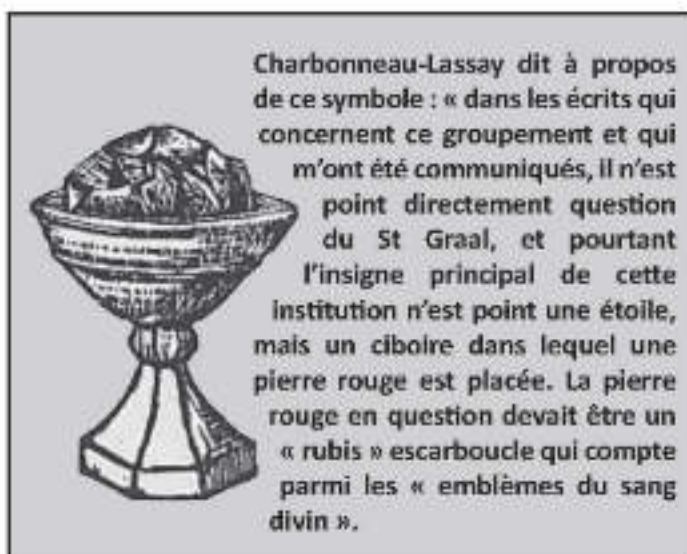 Charbonneau-Lassay dit à propos
de ce symbole : « dans les écrits qui
concernent ce groupement et qui
m'ont été communiqués, il n'est
point directement question
du St Graal, et pourtant
l'insigne principal de cette
institution n'est point une étoile,
mais un ciboire dans lequel une
pierre rouge est placée. La pierre
rouge en question devait être un
« rubis » escarboucle qui compte
parmi les « emblèmes du sang
divin ».